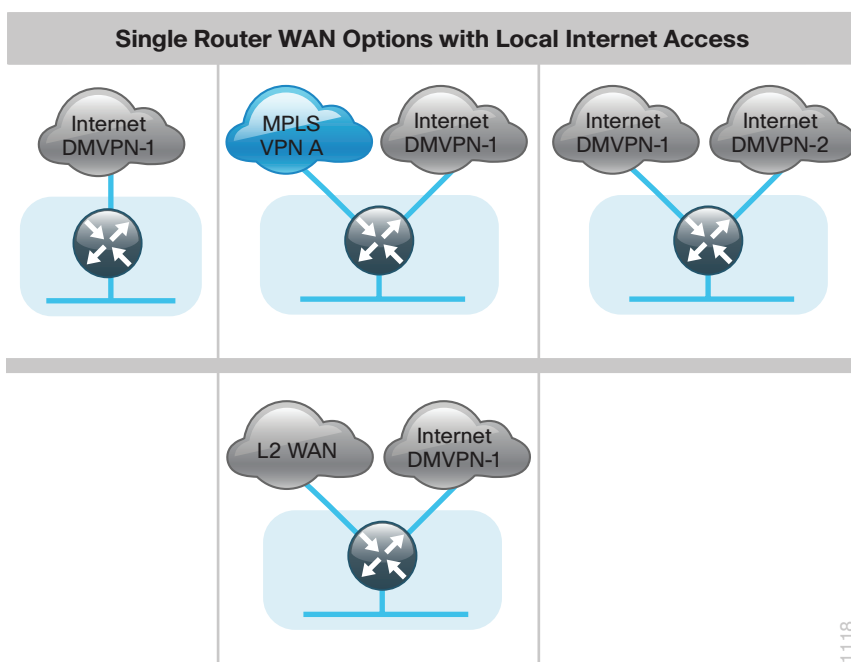 Single Router WAN Options with Local Internet Access
Internet
DMVPN-1
MPLS
VPN A
Internet
DMVPN-1
Internet
DMVPN-1
Internet
DMVPN-2
L2 WAN
Internet
DMVPN-1
1118